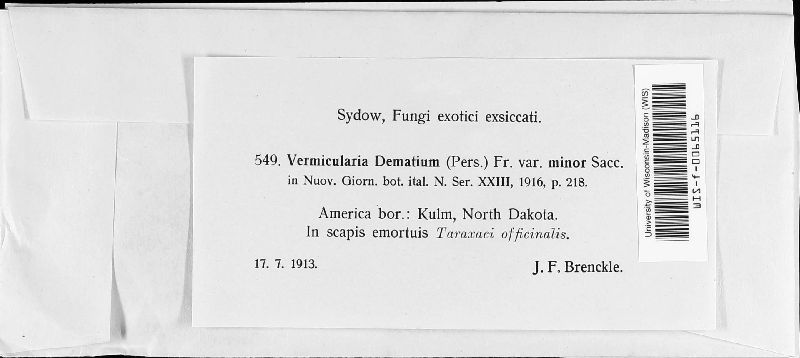 Sydow, Fungi exotici exsiccati.
549. Vermicularia Dematium (Pers.) Fr. var. minor Sacc.
in Nuov. Giorn. bot. ital. N. Ser. XXIII, 1916, p. 218.
America bor.: Kulm, North Dakota.
In scapis emortuis Taraxaci officinalis.
17. 7. 1913.
J. F. Brenckle.
University of Wisconsin-Madison (WIS)
WIS-f-0065116